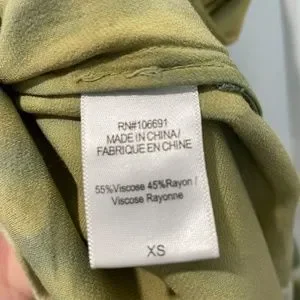 RN#106691
MADE IN CHINA/
FABRIQUE EN CHINE
55%Viscose 45%Rayon /
Viscose Rayonne
XS